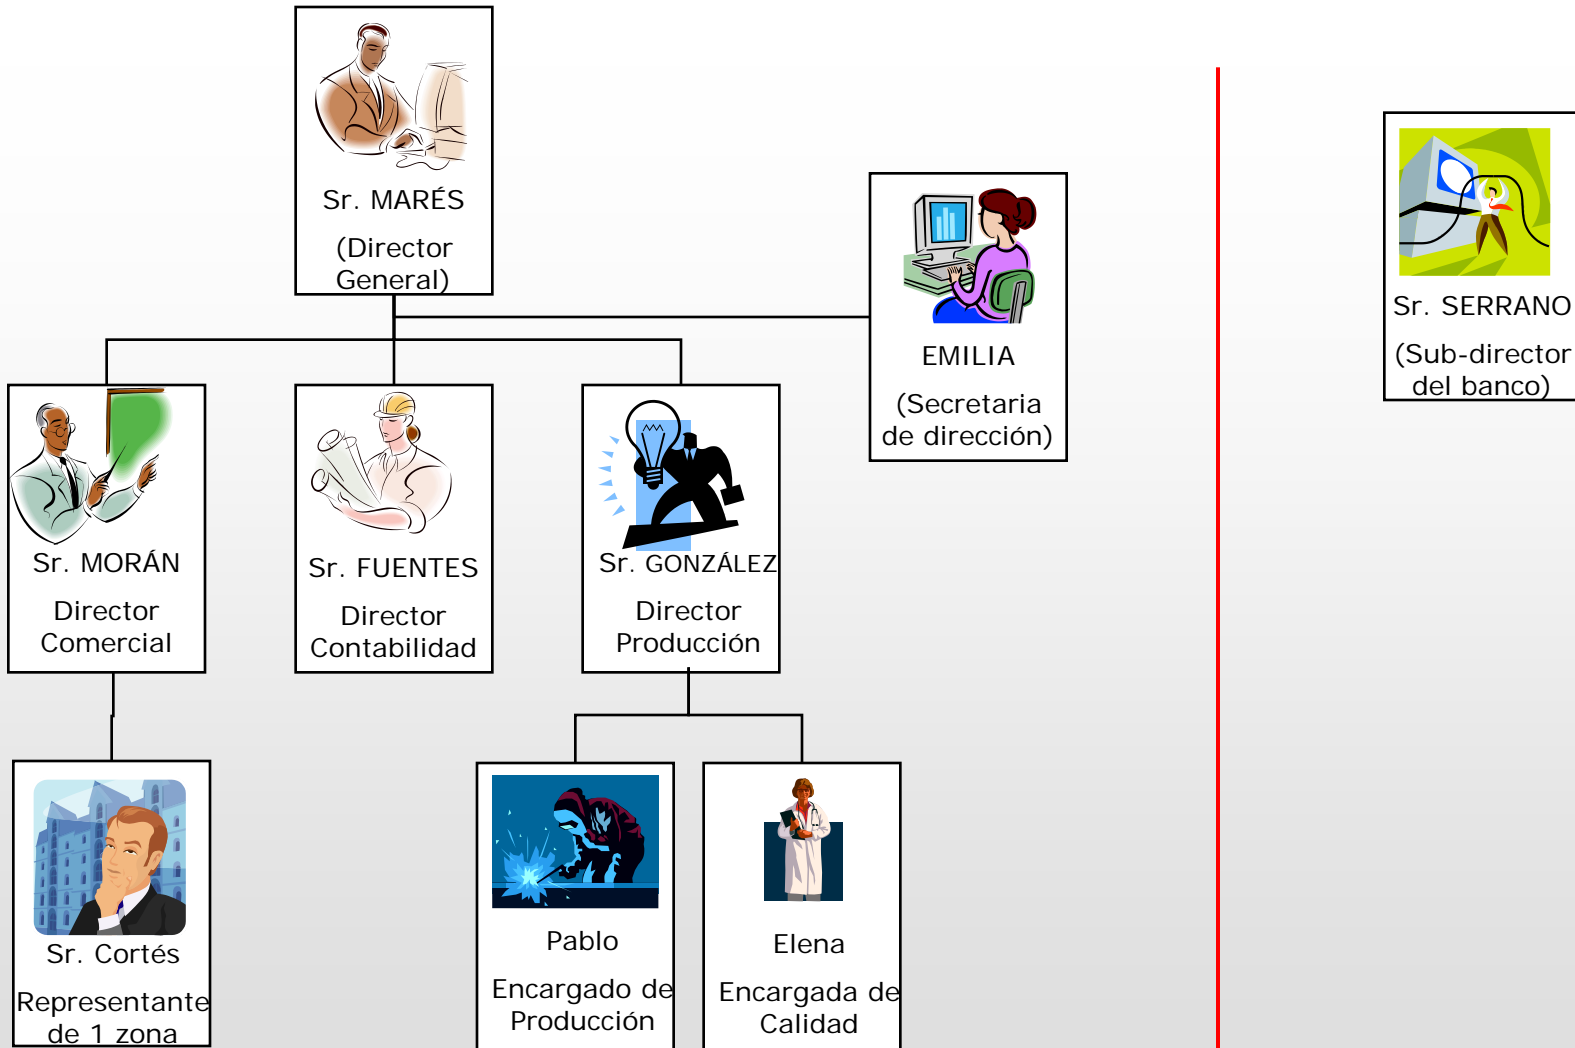 Sr. MARÉS
(Director
General)
EMILIA
(Secretaria
de dirección)
Sr. SERRANO
(Sub-director
del banco)
Sr. MORÁN
Director
Comercial
Sr. FUENTES
Director
Contabilidad
Sr. GONZÁLEZ
Director
Producción
Sr. Cortés
Representante
de 1 zona
Pablo
Encargado de
Producción
Elena
Encargada de
Calidad